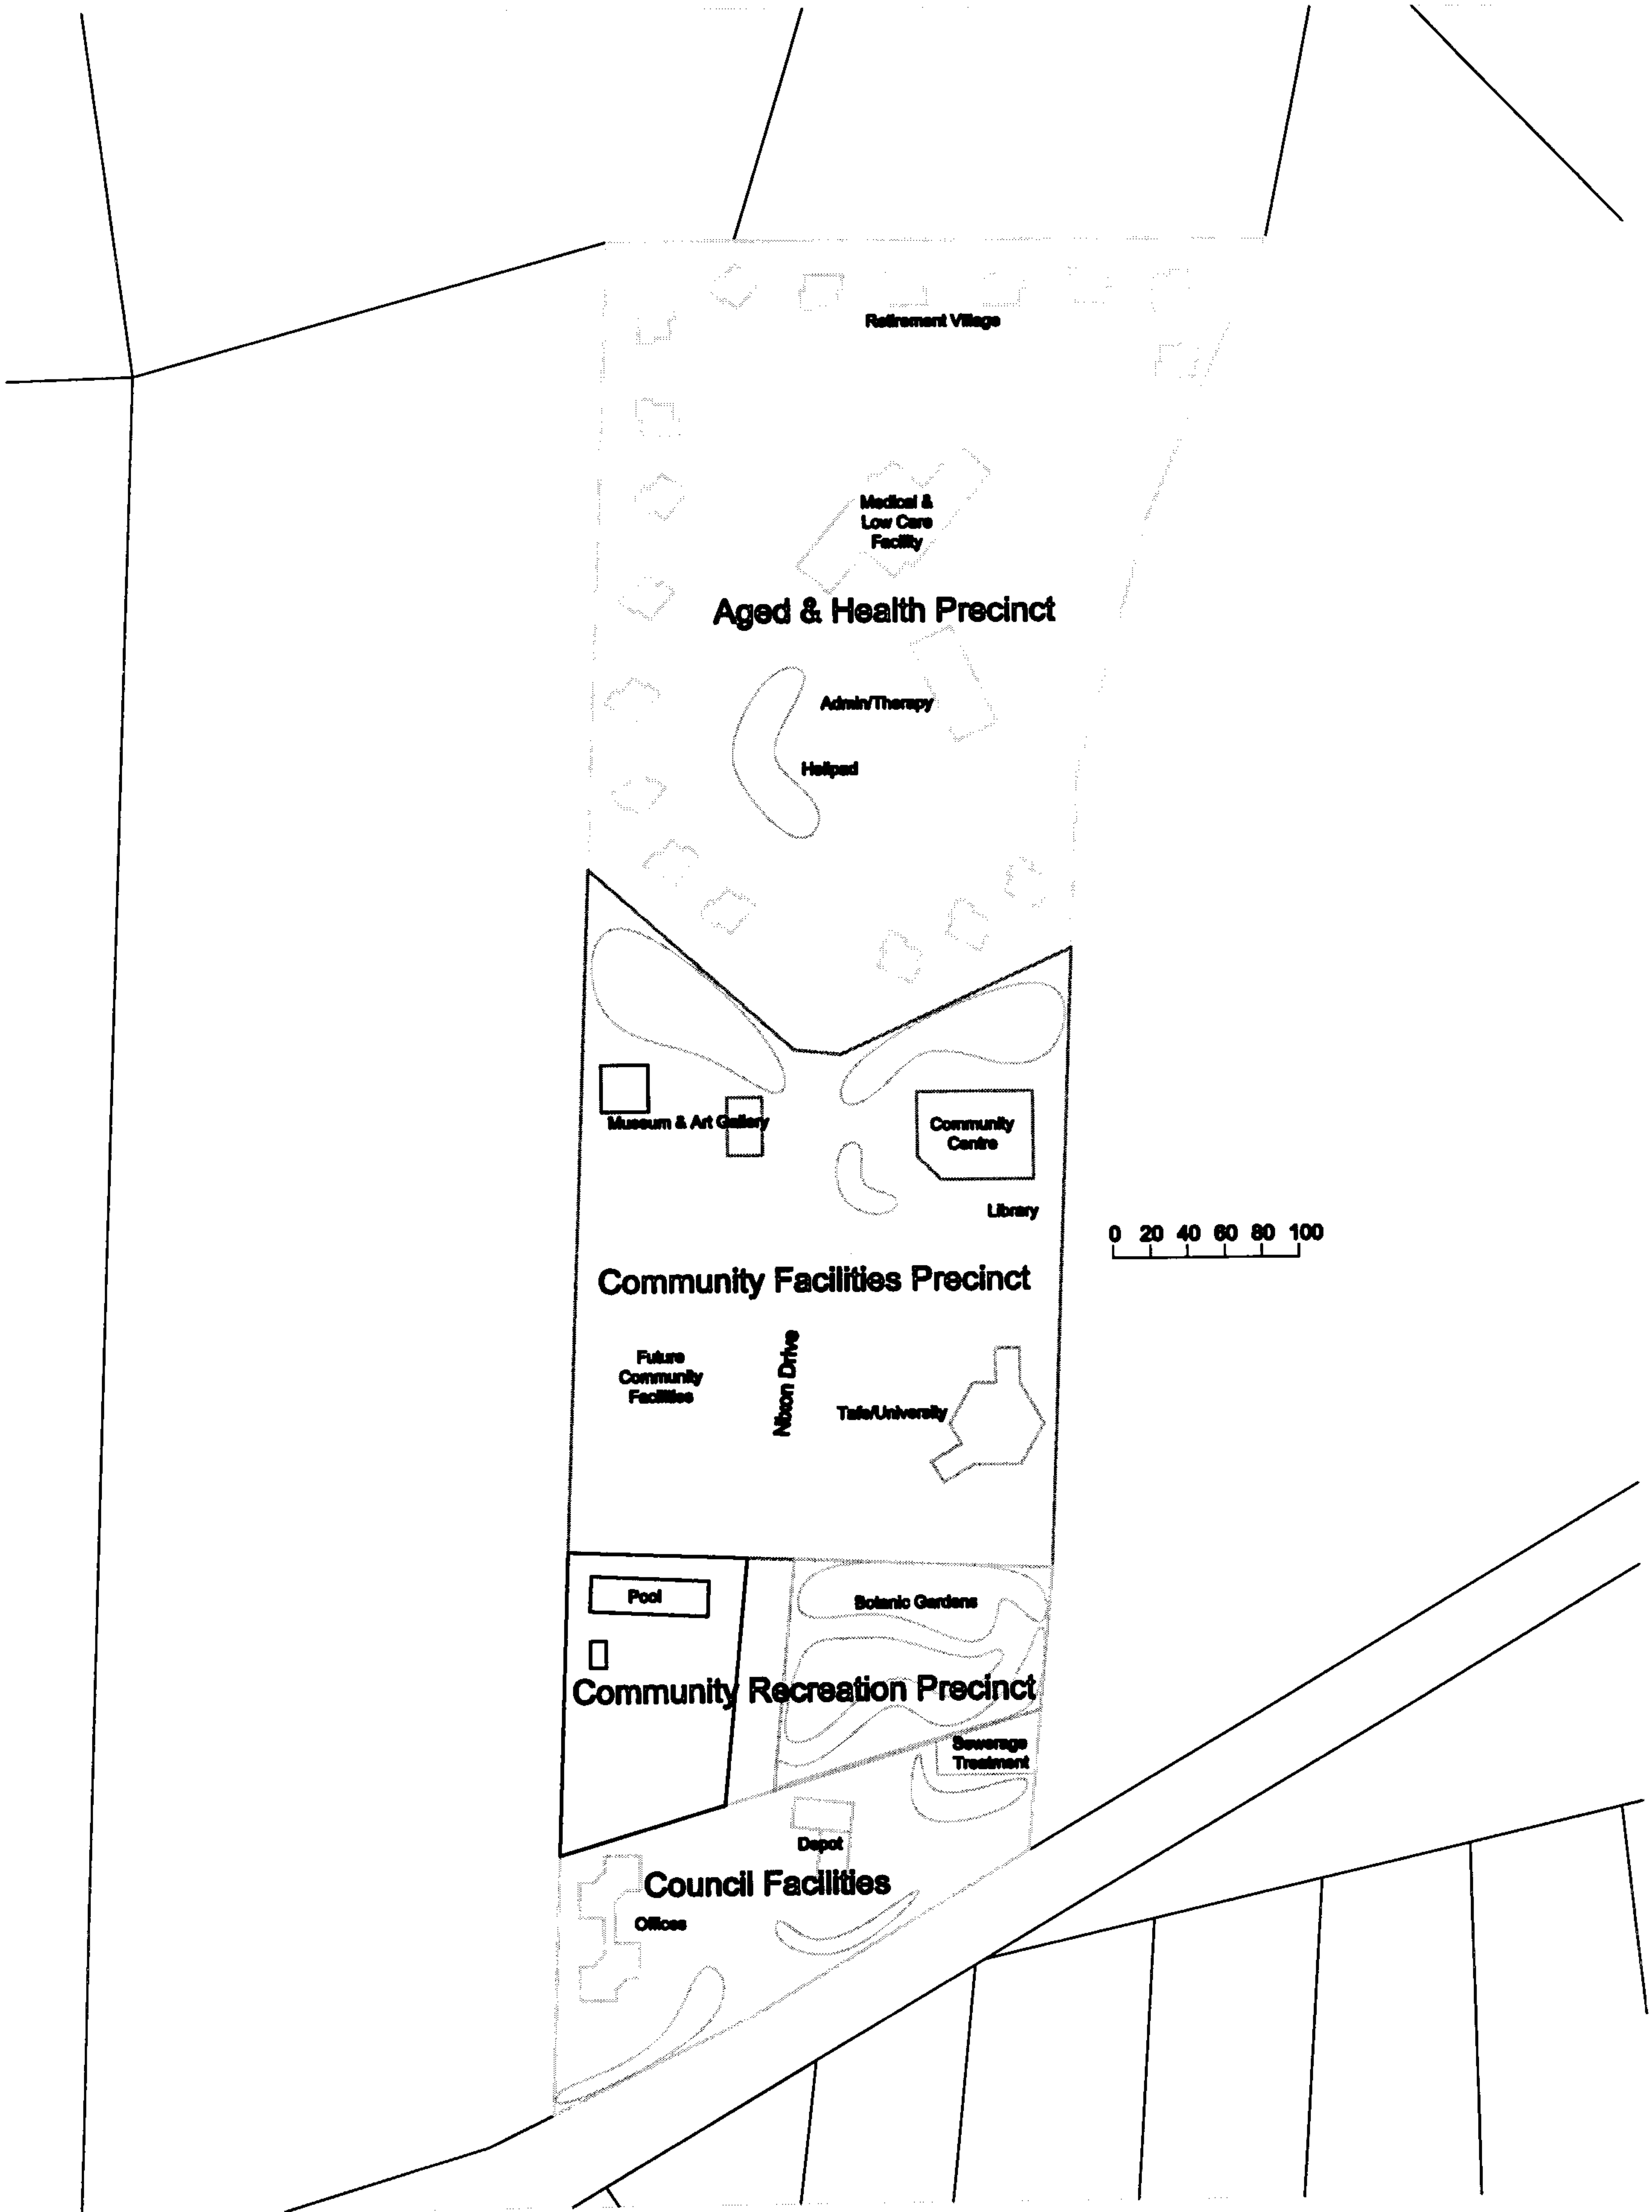 Retirement Village
Medical &
Low Care
Facility
Aged & Health Precinct
Admin/Therapy
Helipad
Museum & Art Gallery
Community
Centre
Library
0 20 40 60 80 100
Community Facilities Precinct
Future
Community
Facilities
Nixon Drive
Tafe/University
Pool
Botanic Gardens
Community Recreation Precinct
Sewerage
Treatment
Depot
Council Facilities
Offices